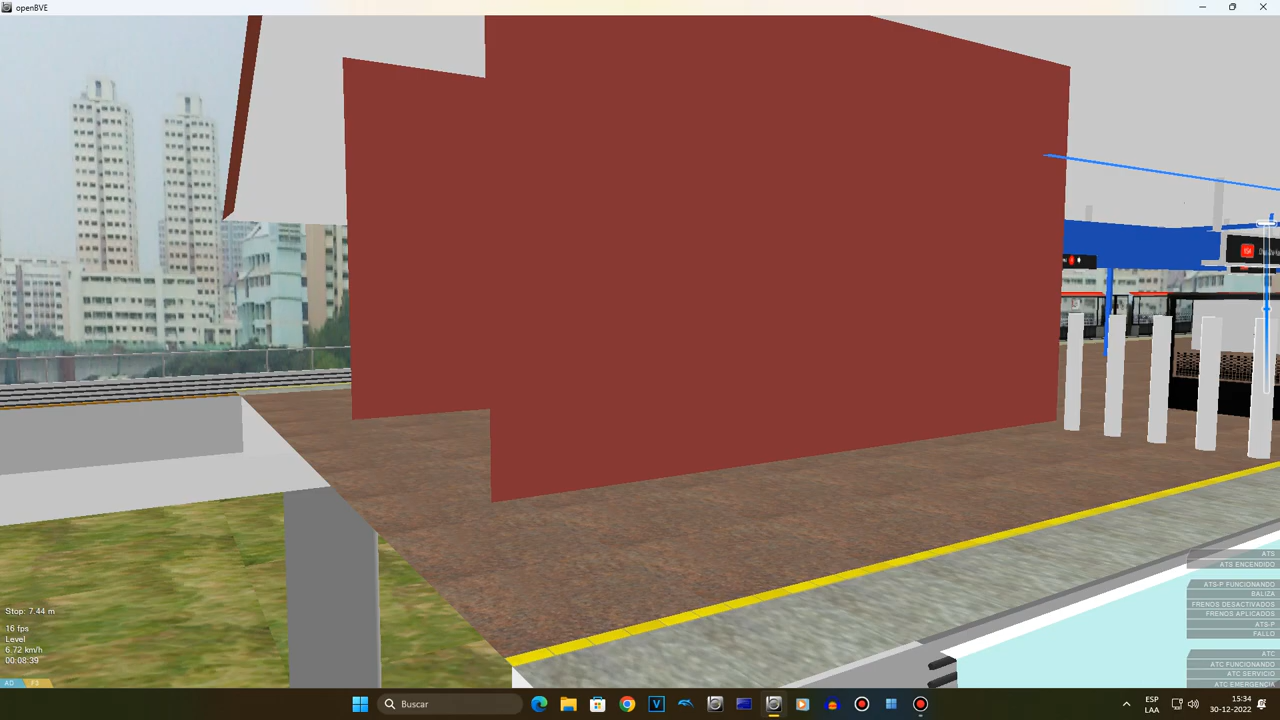 openBVE
ATS
ATS ENCENDIDO
ATS-P FUNCIONANDO
BALIZA
FRENOS DESACTIVADOS
FRENOS APLICADOS
ATS-P
FALLO
ATC
ATC FUNCIONANDO
ATC SERVICIO
ATC EMERGENCIA
Stop: 7.44 m
16 fps
Level
6.72 km/h
00:08:39
AD F3
Buscar
ESP
LAA
15:34
30-12-2022